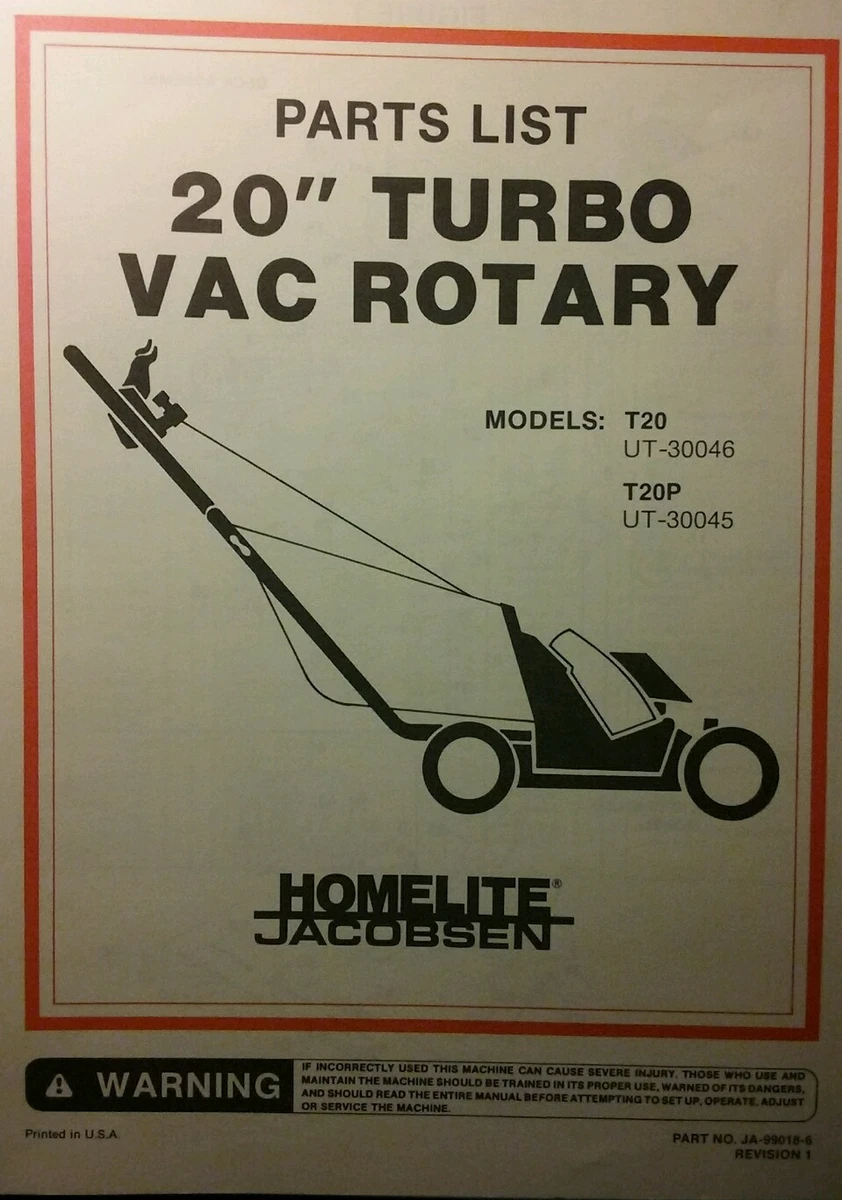 PARTS LIST
20" TURBO
VAC ROTARY
MODELS: T20
UT-30046
T20P
UT-30045
HOMELITE®
JACOBSEN
WARNING
IF INCORRECTLY USED THIS MACHINE CAN CAUSE SEVERE INJURY. THOSE WHO USE AND
MAINTAIN THE MACHINE SHOULD BE TRAINED IN ITS PROPER USE, WARNED OF ITS DANGERS,
AND SHOULD READ THE ENTIRE MANUAL BEFORE ATTEMPTING TO SET UP, OPERATE, ADJUST
OR SERVICE THE MACHINE.
Printed in U.S.A.
PART NO. JA-99018-6
REVISION 1